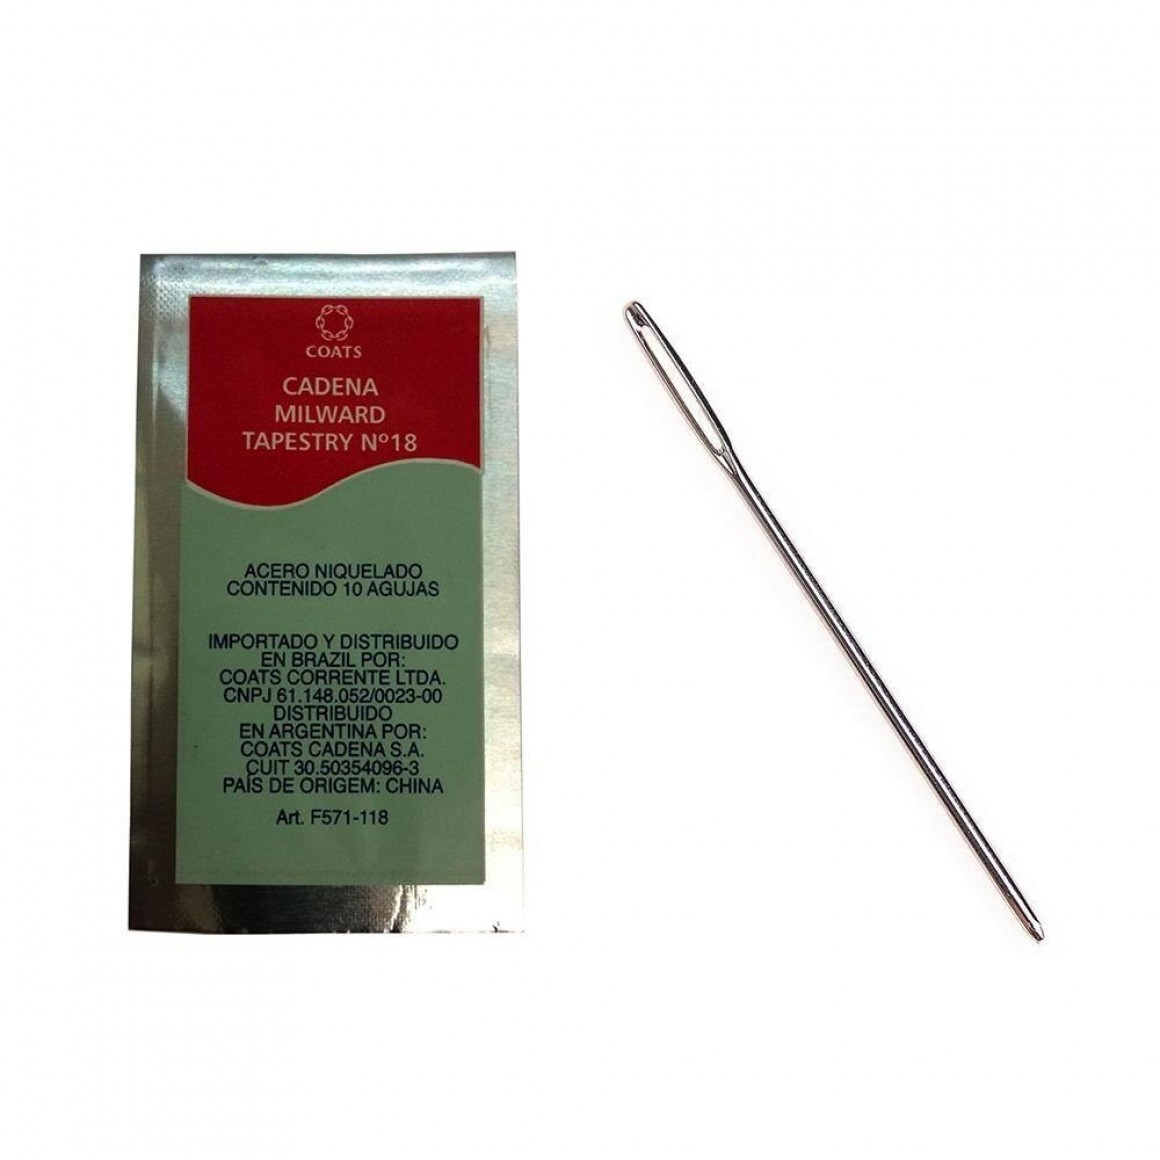 COATS
CADENA
MILWARD
TAPESTRY Nº18
ACERO NIQUELADO
CONTENIDO 10 AGUJAS
IMPORTADO Y DISTRIBUIDO
EN BRAZIL POR:
COATS CORRENTE LTDA.
CNPJ 61.148.052/0023-00
DISTRIBUIDO
EN ARGENTINA POR:
COATS CADENA S.A.
CUIT 30.50354096-3
PAÍS DE ORIGEM: CHINA
Art. F571-118